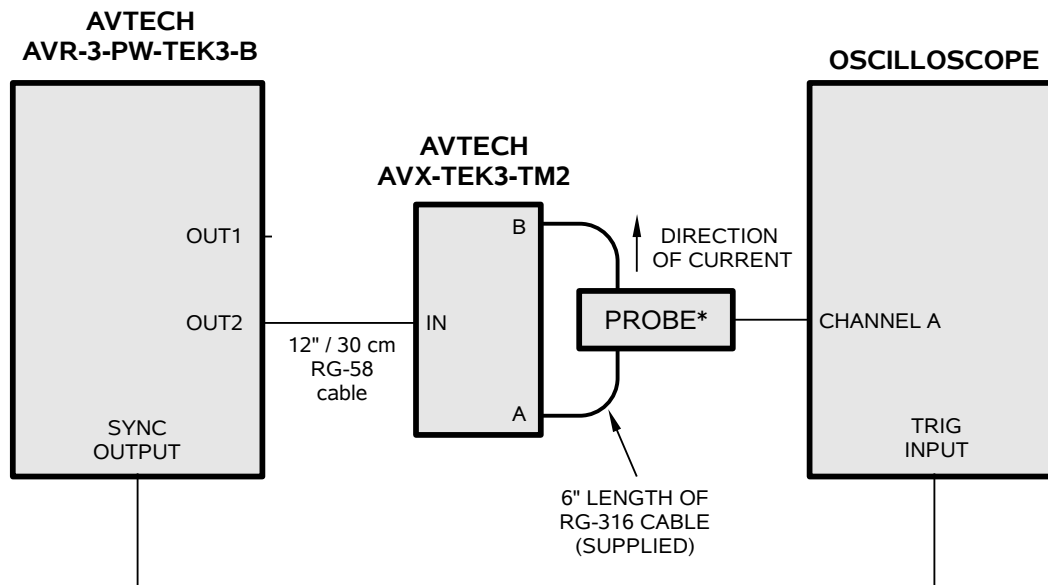 AVTECH
AVR-3-PW-TEK3-B
OSCILLOSCOPE
AVTECH
AVX-TEK3-TM2
OUT1
B
DIRECTION
OF CURRENT
OUT2
IN
PROBE*
CHANNEL A
12" / 30 cm
RG-58
cable
A
SYNC
OUTPUT
TRIG
INPUT
6" LENGTH OF
RG-316 CABLE
(SUPPLIED)